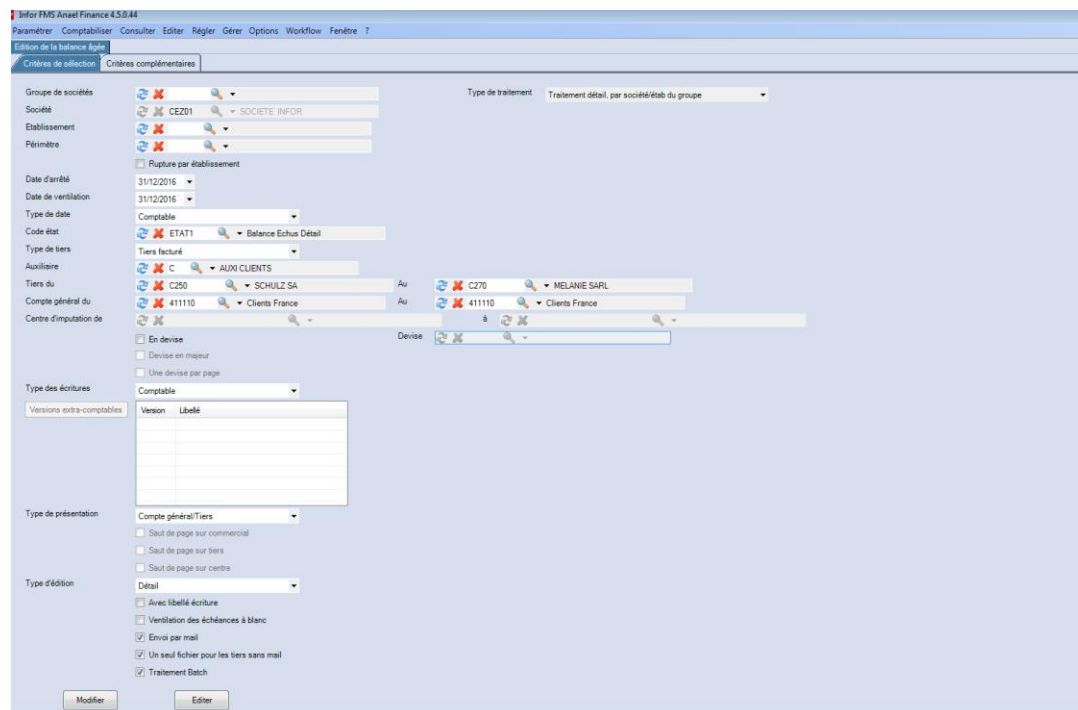 Infor FMS Anael Finance 4.5.0.44
Paramétrer Comptabiliser Consulter Editer Régler Gérer Options Workflow Fenêtre ?
Edition de la balance âgée
Critères de sélection Critères complémentaires
Groupe de sociétés Type de traitement Traitement détail, par société/étab du groupe
Société CEZ01 SOCIETE INFOR
Etablissement
Périmètre
Rupture par établissement
Date d'arrêté 31/12/2016
Date de ventilation 31/12/2016
Type de date Comptable
Code état ETAT1 Balance Echus Détail
Type de tiers Tiers facturé
Auxiliaire C AUXI CLIENTS
Tiers du C250 SCHULZ SA Au C270 MELANIE SARL
Compte général du 411110 Clients France Au 411110 Clients France
Centre d'imputation de à
En devise Devise
Devise en majeur
Une devise par page
Type des écritures Comptable
Versions extra-comptables Version Libellé
Type de présentation Compte général/Tiers
Saut de page sur commercial
Saut de page sur tiers
Saut de page sur centre
Type d'édition Détail
Avec libellé écriture
Ventilation des échéances à blanc
Envoi par mail
Un seul fichier pour les tiers sans mail
Traitement Batch
Modifier Editer